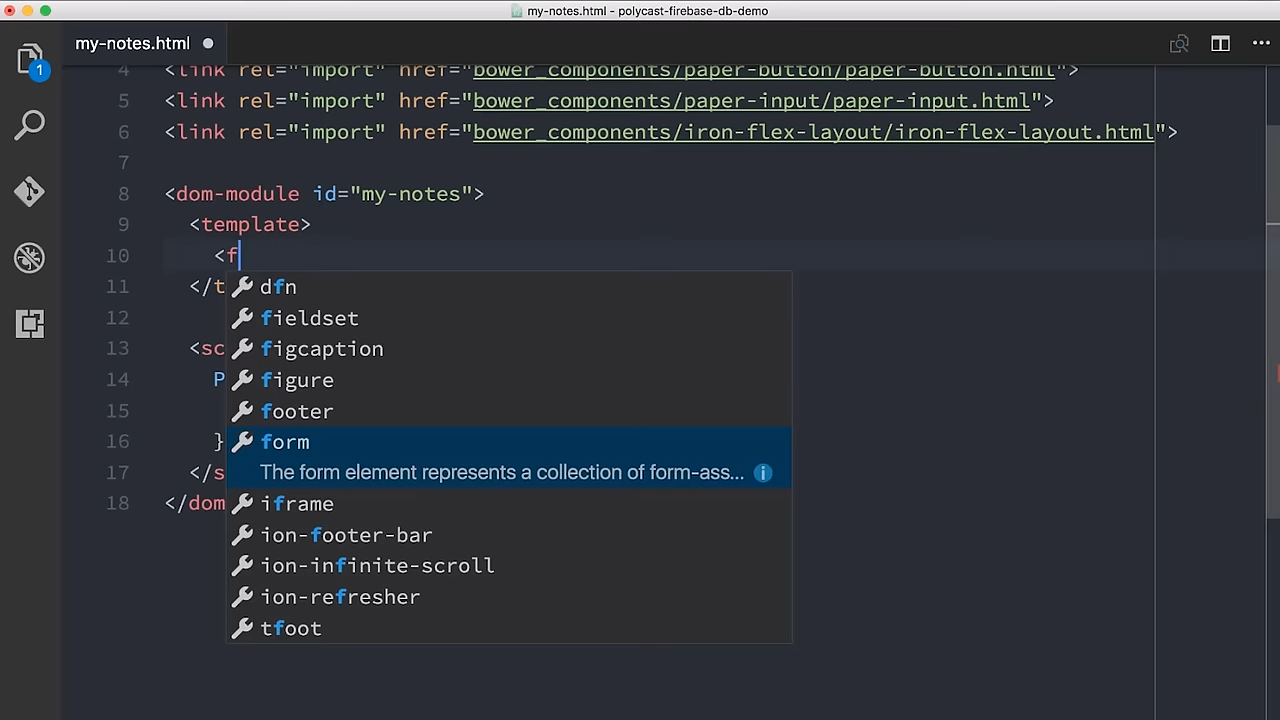 my-notes.html - polycast-firebase-db-demo
my-notes.html
1
4 <link rel="import" href="bower_components/paper-button/paper-button.html">
5 <link rel="import" href="bower_components/paper-input/paper-input.html">
6 <link rel="import" href="bower_components/iron-flex-layout/iron-flex-layout.html">
7
8 <dom-module id="my-notes">
9 <template>
10 <f
11 </t
12
13 <sc
14 P
15
16 }
17 </s
18 </dom
dfn
fieldset
figcaption
figure
footer
form
The form element represents a collection of form-ass...
iframe
ion-footer-bar
ion-infinite-scroll
ion-refresher
tfoot